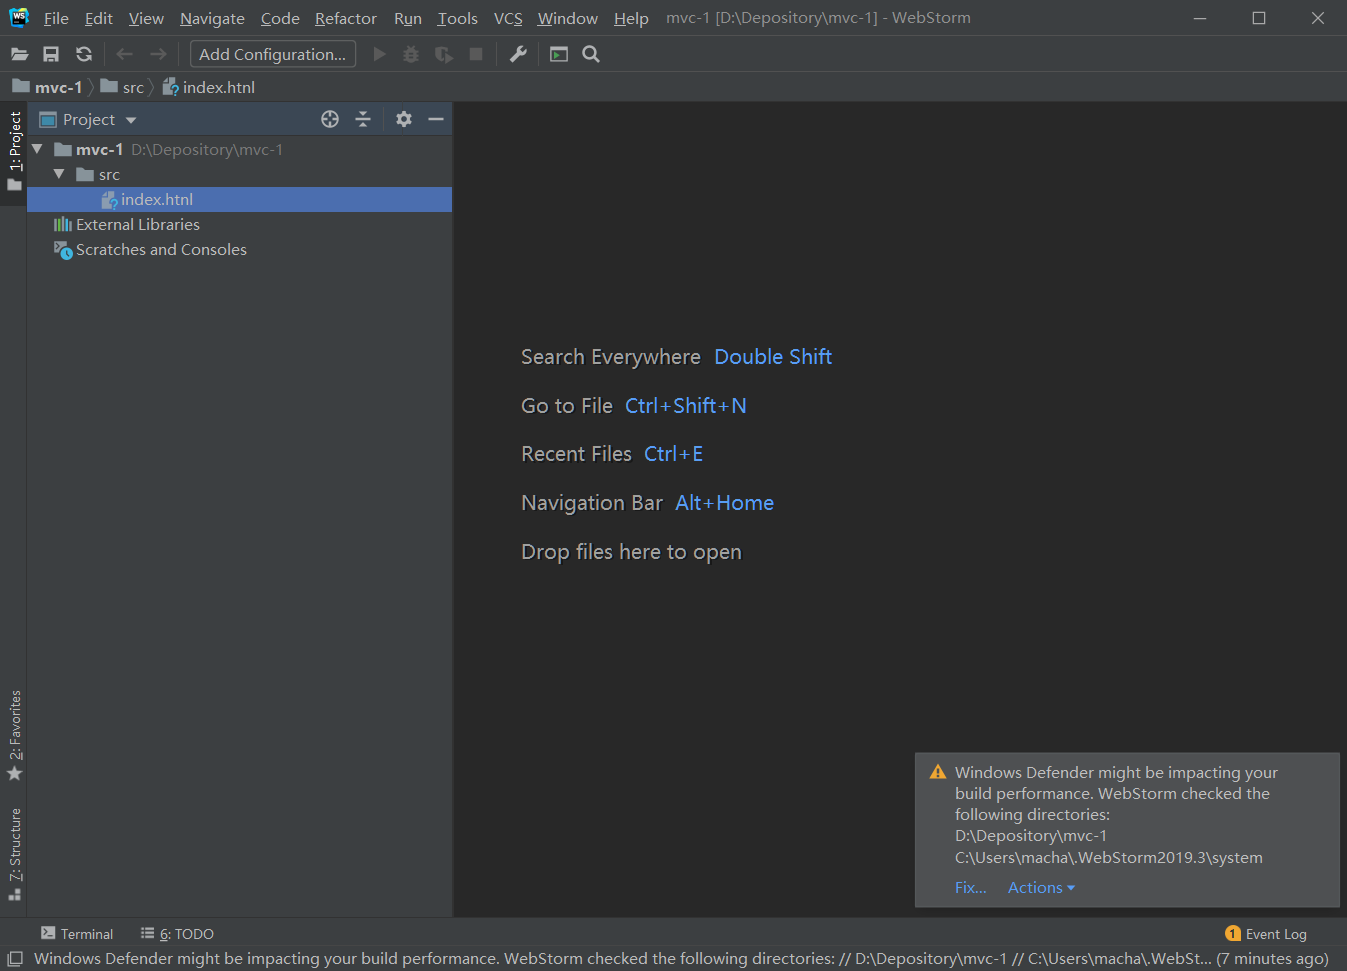 WS File Edit View Navigate Code Refactor Run Tools VCS Window Help mvc-1 [D:\Depository\mvc-1] - WebStorm
Add Configuration...
mvc-1 src index.htnl
1: Project
Project
mvc-1 D:\Depository\mvc-1
src
index.htnl
External Libraries
Scratches and Consoles
Search Everywhere Double Shift
Go to File Ctrl+Shift+N
Recent Files Ctrl+E
Navigation Bar Alt+Home
Drop files here to open
2: Favorites
7: Structure
Windows Defender might be impacting your
build performance. WebStorm checked the
following directories:
D:\Depository\mvc-1
C:\Users\macha\.WebStorm2019.3\system
Fix... Actions
Terminal 6: TODO 1 Event Log
Windows Defender might be impacting your build performance. WebStorm checked the following directories: // D:\Depository\mvc-1 // C:\Users\macha\.WebSt... (7 minutes ago)